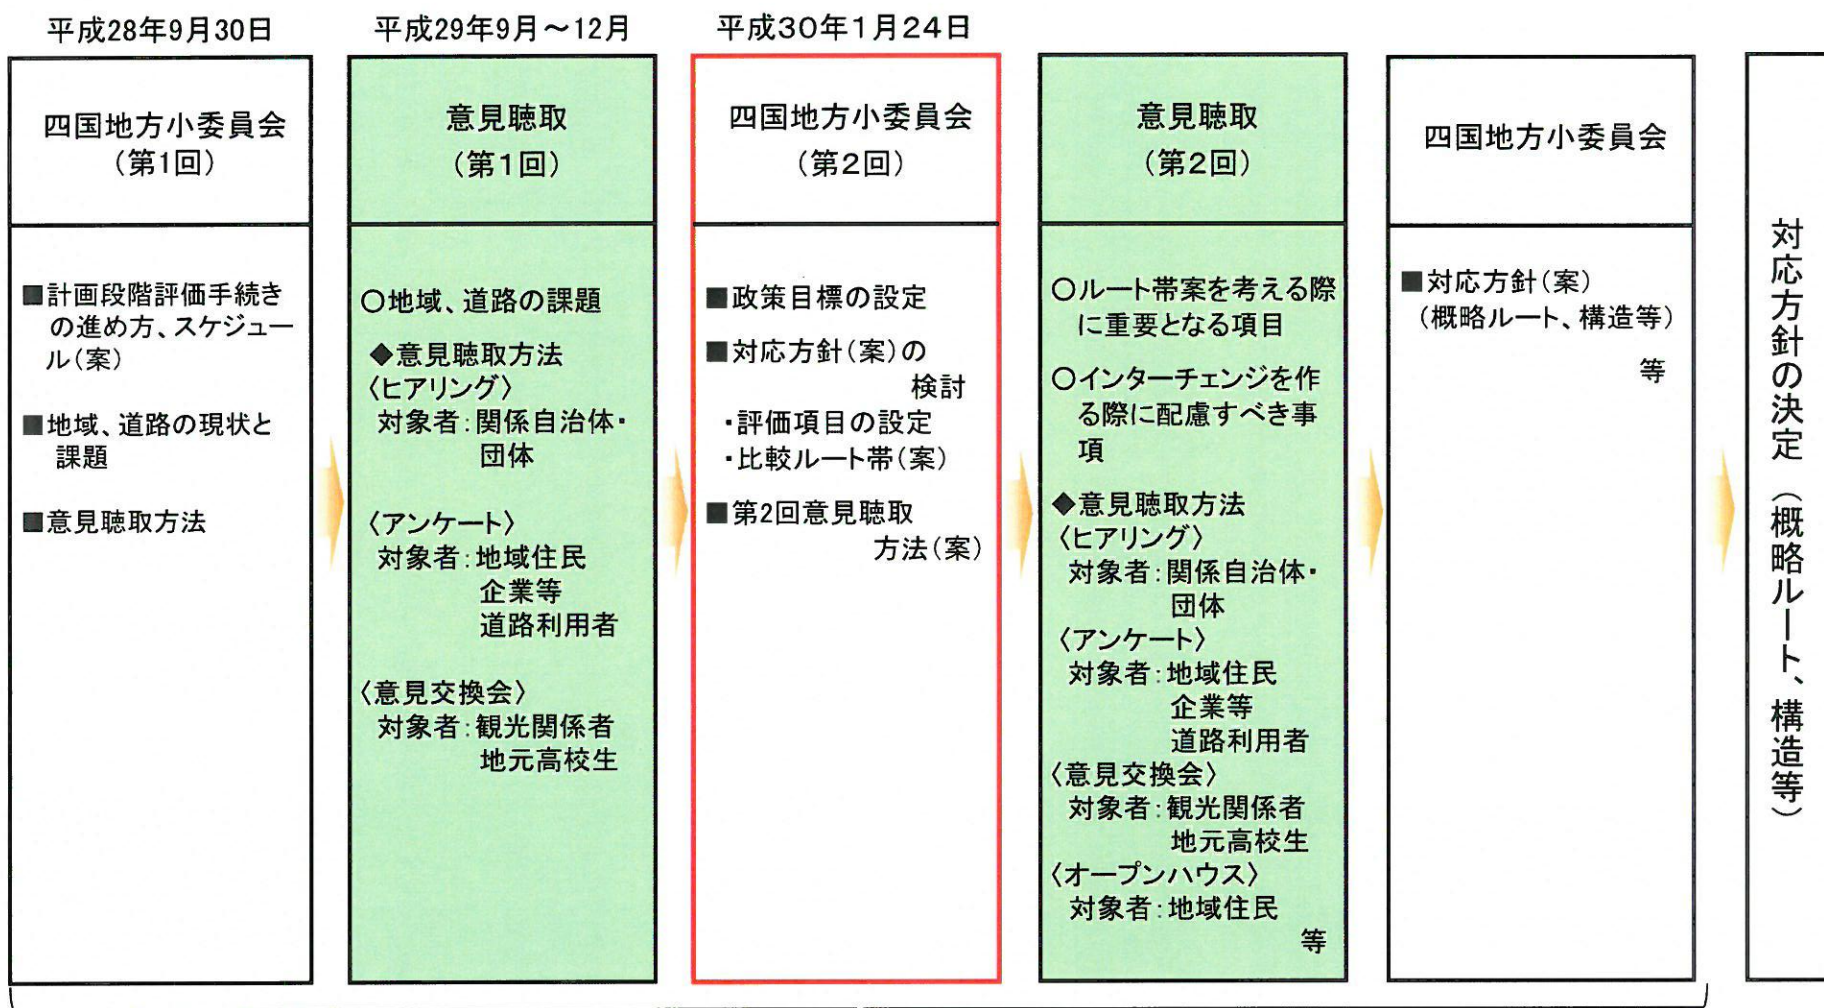 平成28年9月30日
四国地方小委員会
(第1回)
■計画段階評価手続き
の進め方、スケジュー
ル(案)
■地域、道路の現状と
課題
■意見聴取方法
平成29年9月～12月
意見聴取
(第1回)
○地域、道路の課題
◆意見聴取方法
〈ヒアリング〉
対象者:関係自治体・
団体
〈アンケート〉
対象者:地域住民
企業等
道路利用者
〈意見交換会〉
対象者:観光関係者
地元高校生
平成30年1月24日
四国地方小委員会
(第2回)
■政策目標の設定
■対応方針(案)の
検討
・評価項目の設定
・比較ルート帯(案)
■第2回意見聴取
方法(案)
意見聴取
(第2回)
○ルート帯案を考える際
に重要となる項目
○インターチェンジを作
る際に配慮すべき事
項
◆意見聴取方法
〈ヒアリング〉
対象者:関係自治体・
団体
〈アンケート〉
対象者:地域住民
企業等
道路利用者
〈意見交換会〉
対象者:観光関係者
地元高校生
〈オープンハウス〉
対象者:地域住民
等
四国地方小委員会
■対応方針(案)
(概略ルート、構造等)
等
対応方針の決定(概略ルート、構造等)